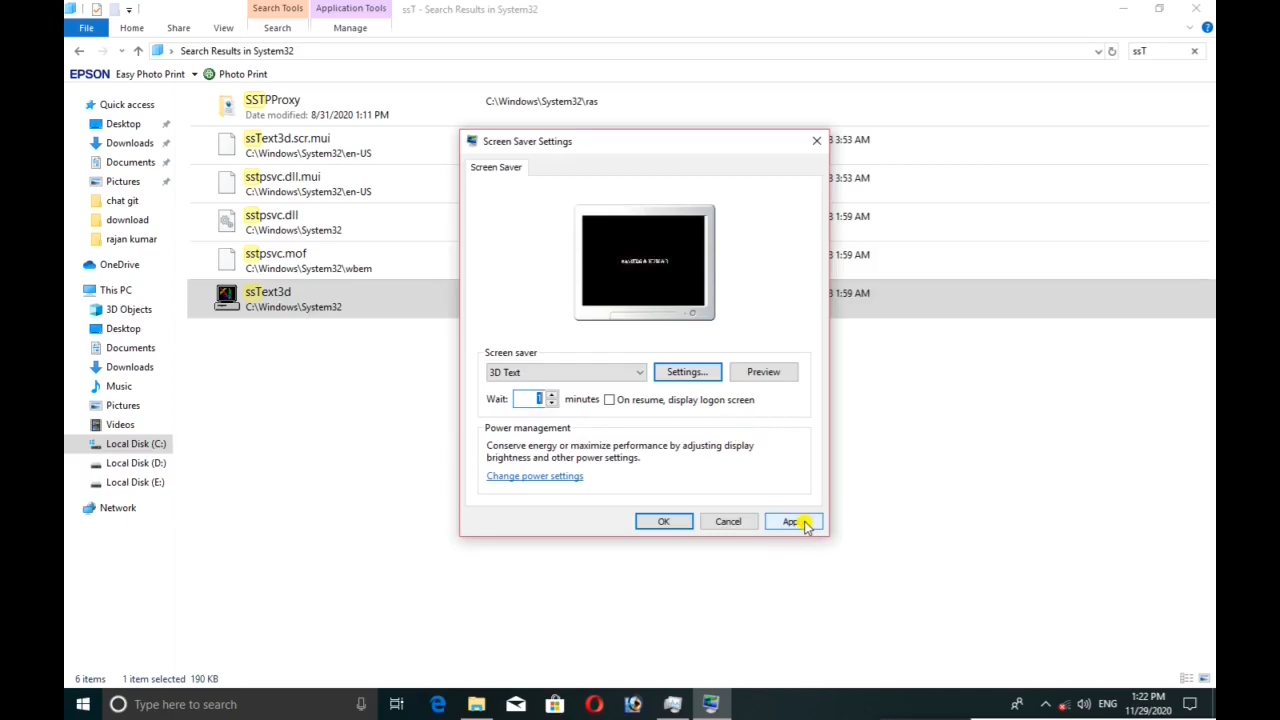 Search Tools
Application Tools
ssT - Search Results in System32
File
Home
Share
View
Search
Manage
Search Results in System32
ssT
EPSON Easy Photo Print
Photo Print
Quick access
Desktop
Downloads
Documents
Pictures
chat git
download
rajan kumar
OneDrive
This PC
3D Objects
Desktop
Documents
Downloads
Music
Pictures
Videos
Local Disk (C:)
Local Disk (D:)
Local Disk (E:)
Network
SSTPProxy
Date modified: 8/31/2020 1:11 PM
C:\Windows\System32\ras
ssText3d.scr.mui
C:\Windows\System32\en-US
3:53 AM
sstpsvc.dll.mui
C:\Windows\System32\en-US
3:53 AM
sstpsvc.dll
C:\Windows\System32
1:59 AM
sstpsvc.mof
C:\Windows\System32\wbem
1:59 AM
ssText3d
C:\Windows\System32
1:59 AM
Screen Saver Settings
Screen Saver
Screen saver
3D Text
Settings...
Preview
Wait: 1 minutes
On resume, display logon screen
Power management
Conserve energy or maximize performance by adjusting display
brightness and other power settings.
Change power settings
OK
Cancel
6 items
1 item selected 190 KB
Type here to search
ENG
1:22 PM
11/29/2020